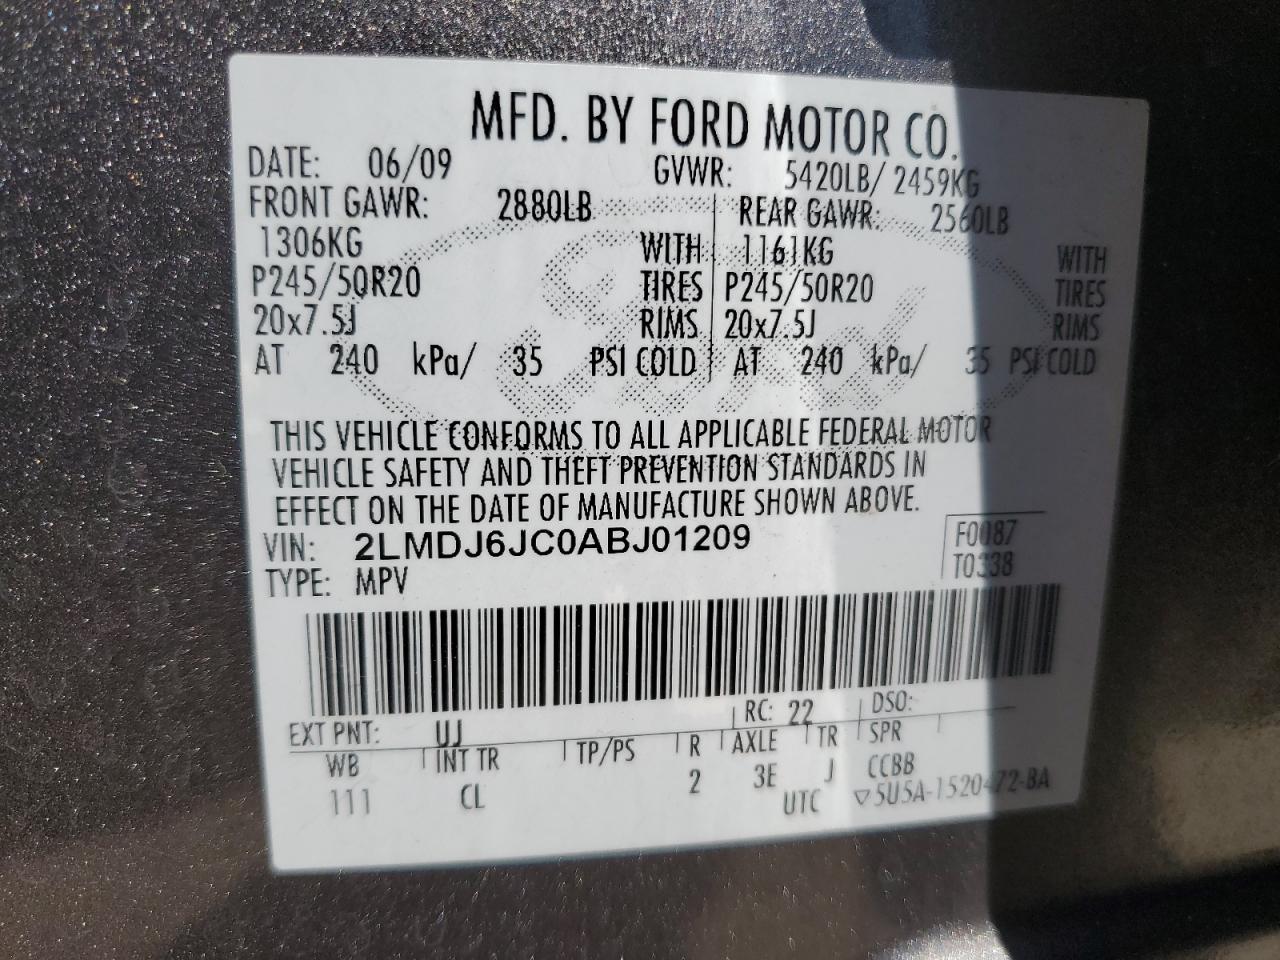 MFD. BY FORD MOTOR CO.
DATE: 06/09 GVWR: 5420LB/ 2459KG
FRONT GAWR: 2880LB REAR GAWR: 2560LB
1306KG WITH 1161KG WITH
P245/50R20 TIRES P245/50R20 TIRES
20x7.5J RIMS 20x7.5J RIMS
AT 240 kPa/ 35 PSI COLD AT 240 kPa/ 35 PSI COLD
THIS VEHICLE CONFORMS TO ALL APPLICABLE FEDERAL MOTOR
VEHICLE SAFETY AND THEFT PREVENTION STANDARDS IN
EFFECT ON THE DATE OF MANUFACTURE SHOWN ABOVE.
VIN: 2LMDJ6JC0ABJ01209 F0087
TYPE: MPV T0338
EXT PNT: UJ RC: 22 DSO:
WB INT TR TP/PS R AXLE TR SPR
111 CL 2 3E J CCBB
UTC ▽5U5A-1520472-BA